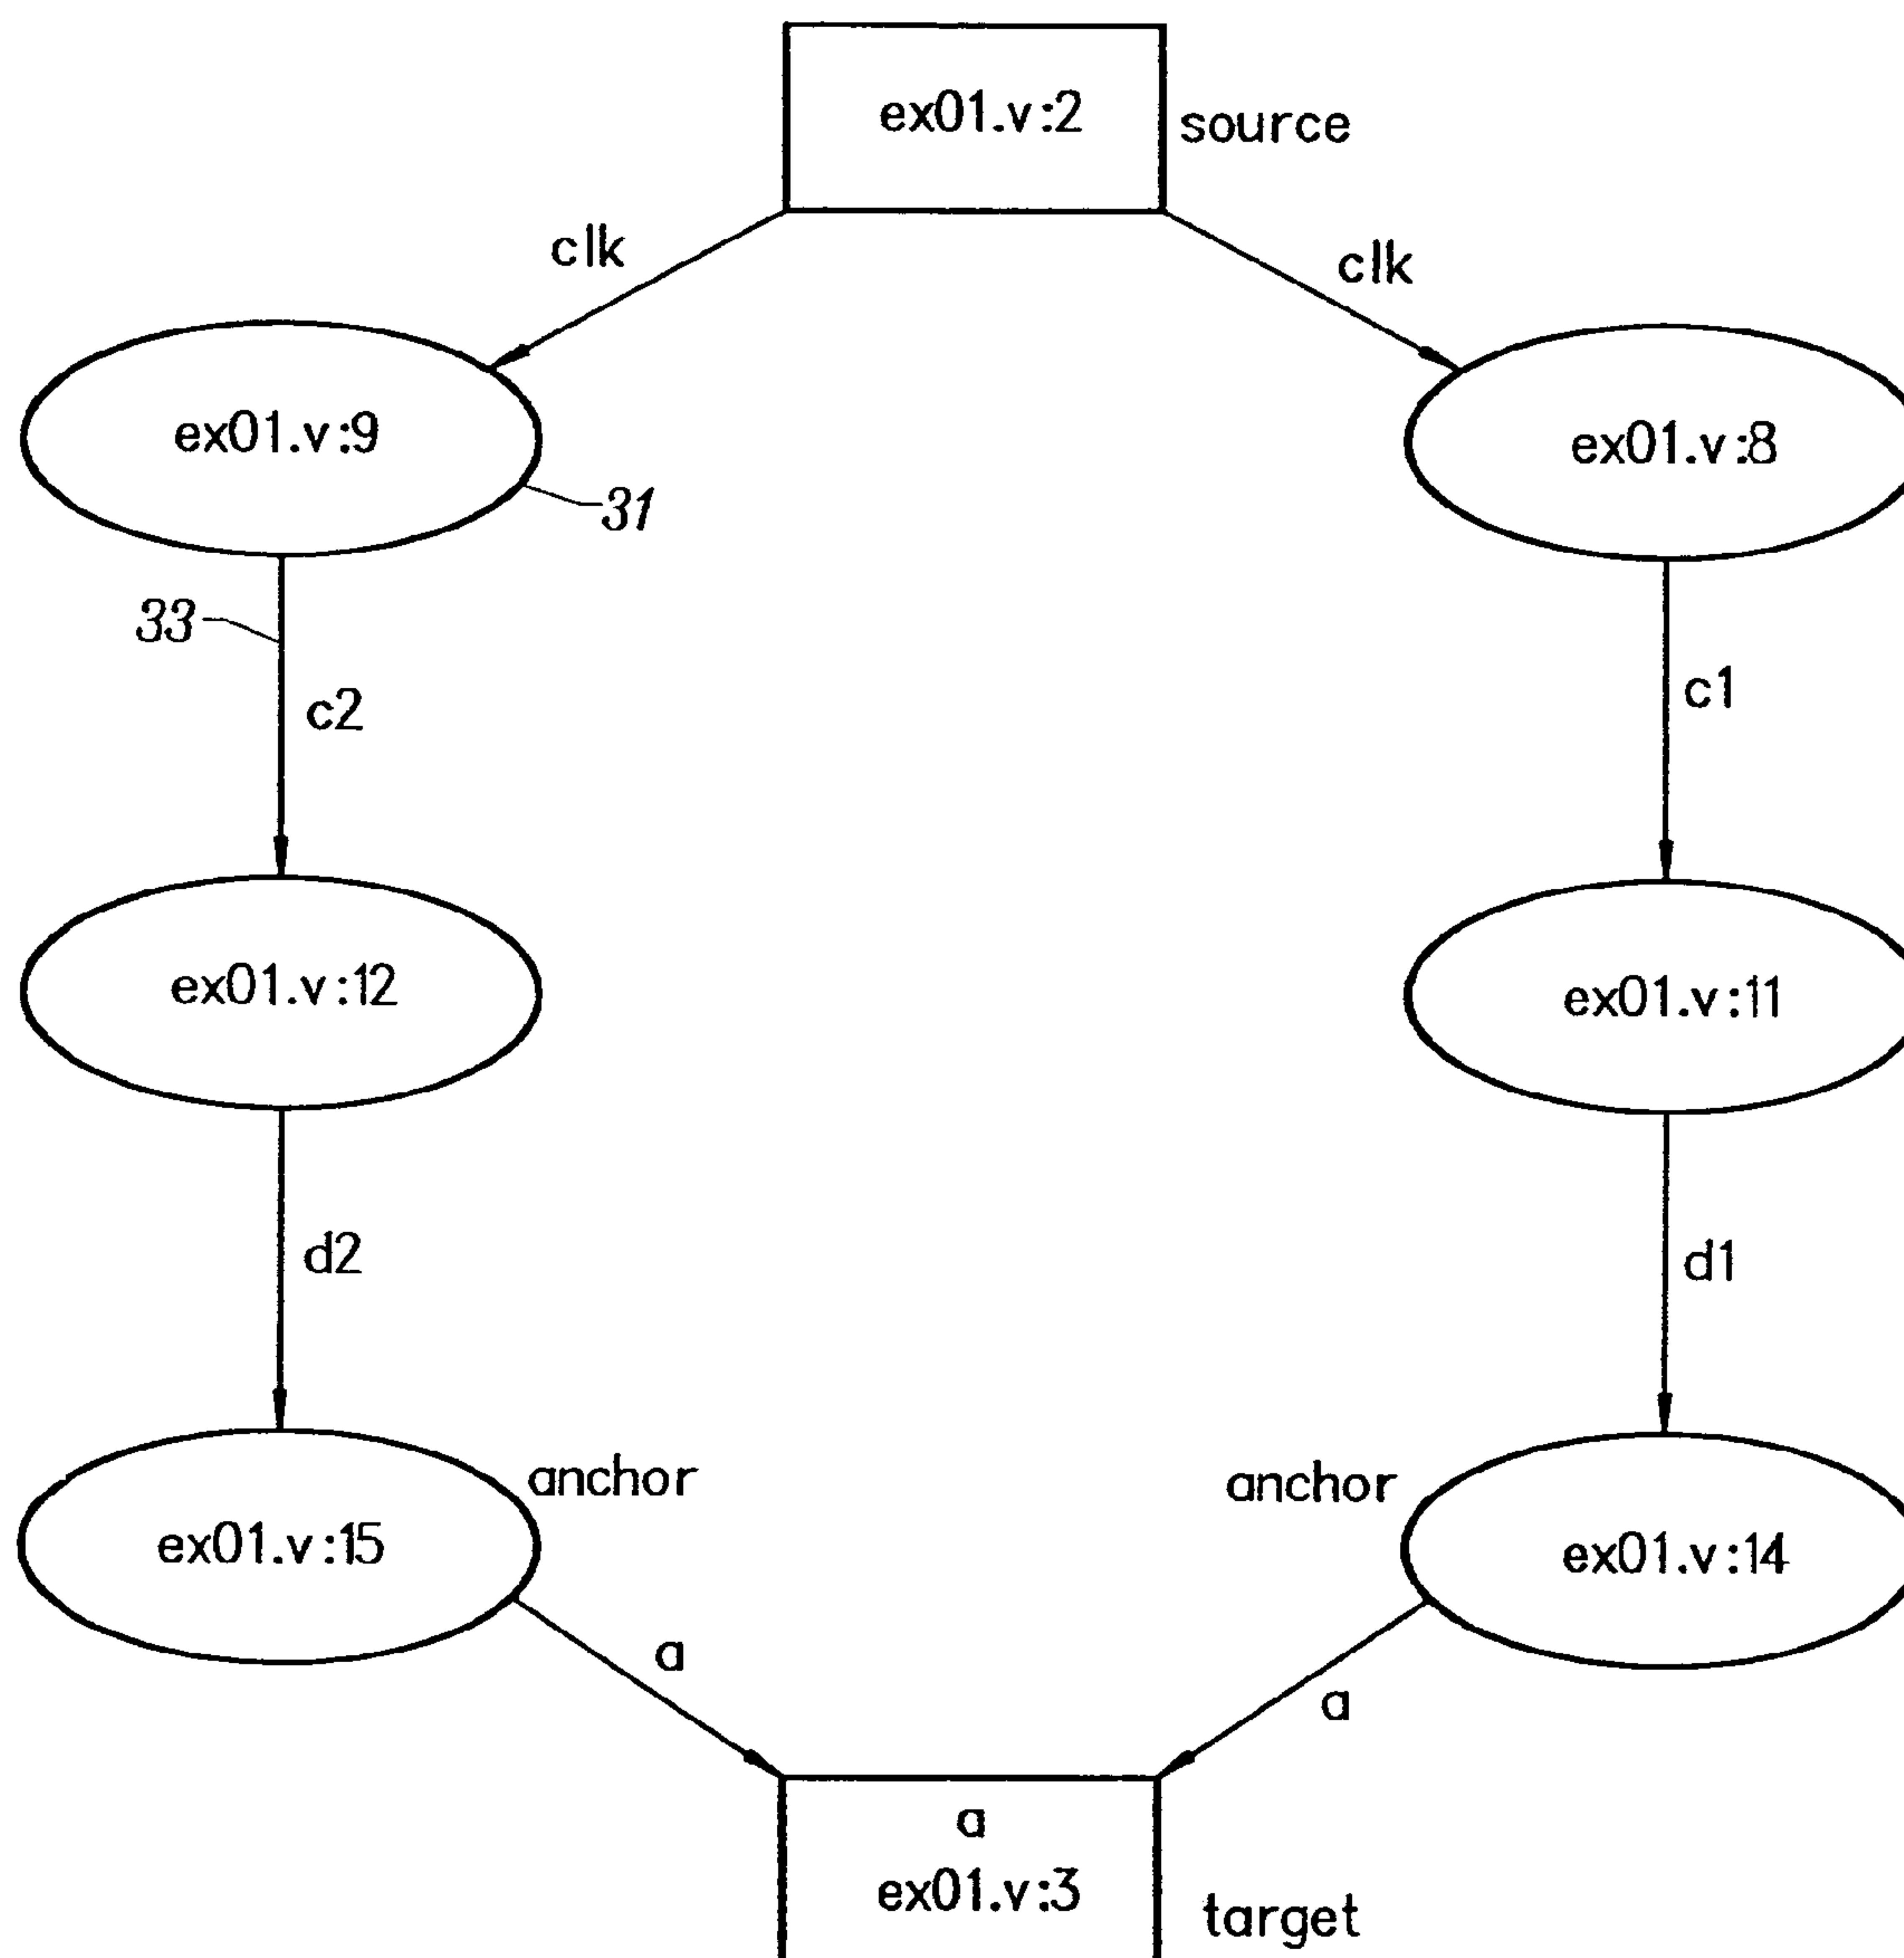 ex01.v:2
source
clk
clk
ex01.v:9
ex01.v:8
31
33
c2
c1
ex01.v:12
ex01.v:11
d2
d1
anchor
anchor
ex01.v:15
ex01.v:14
a
a
a
ex01.v:3
target